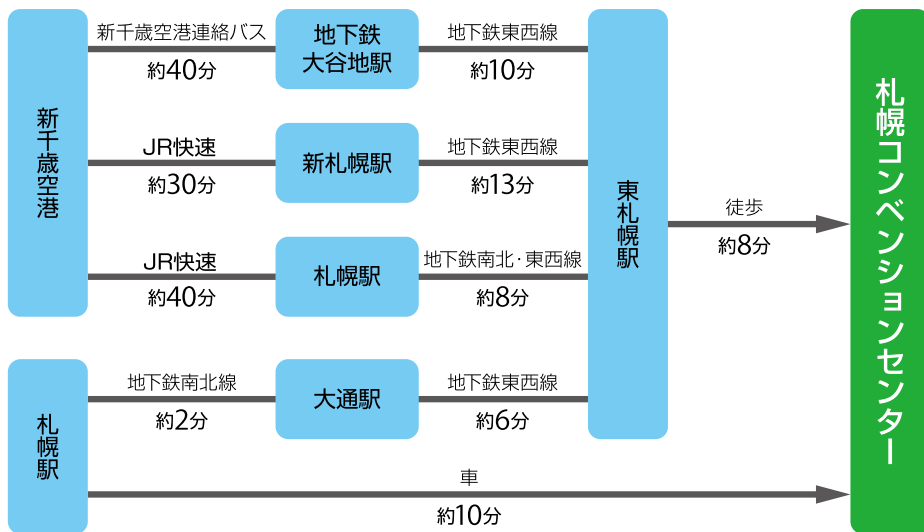 新千歳空港
新千歳空港連絡バス
約40分
地下鉄
大谷地駅
地下鉄東西線
約10分
JR快速
約30分
新札幌駅
地下鉄東西線
約13分
JR快速
約40分
札幌駅
地下鉄南北・東西線
約8分
東札幌駅
徒歩
約8分
札幌コンベンションセンター
札幌駅
地下鉄南北線
約2分
大通駅
地下鉄東西線
約6分
車
約10分